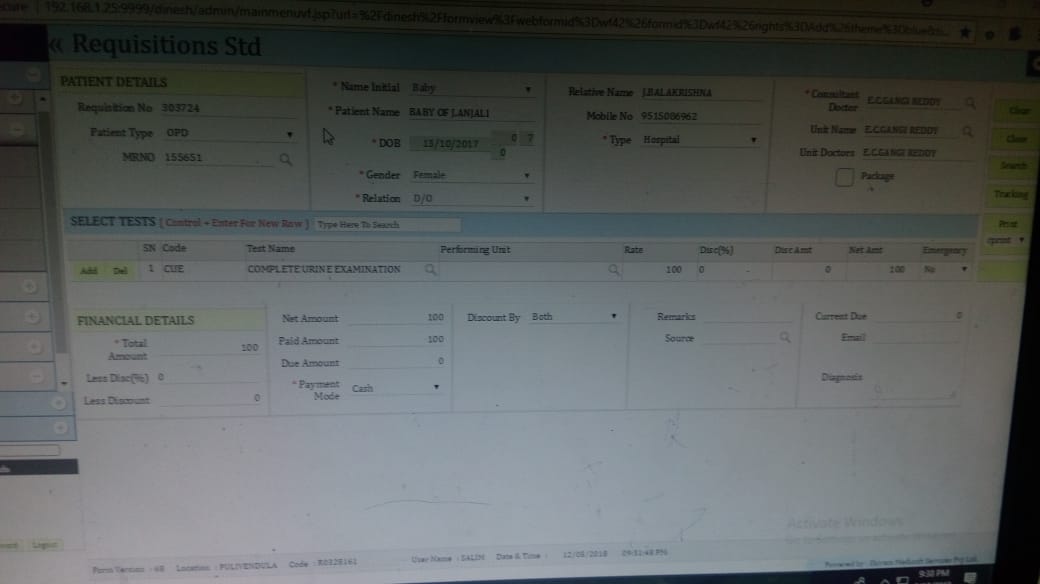 192.168.1.25:9999/dinesh/admin/mainmenuvf.jsp?url=%2Fdinesh%2Fformview%3Fwebformid%3Dwf42%26formid%3Dwf42%26rights%3DAdd%26theme%3Dblue
« Requisitions Std
PATIENT DETAILS
Requisition No 303724
Patient Type OPD
MRNO 155651
* Name Initial Baby
* Patient Name BABY OF LANJALI
* DOB 13/10/2017 0 7
0
* Gender Female
* Relation D/O
Relative Name J.BALAKRISHNA
Mobile No 9515086962
* Type Hospital
* Consultant
Doctor E.C.GANGI REDDY
Unit Name E.C.GANGI REDDY
Unit Doctors E.C.GANGI REDDY
Package
Clear
Close
Search
Tracking
Print
SELECT TESTS [ Control + Enter For New Row ] Type Here To Search
SN Code Test Name Performing Unit Rate Disc(%) Disc Amt Net Amt Emergency
Add Del 1 CUE COMPLETE URINE EXAMINATION 100 0 0 100 No
FINANCIAL DETAILS
* Total
Amount 100
Less Disc(%) 0
Less Discount 0
Net Amount 100
Paid Amount 100
Due Amount 0
* Payment
Mode Cash
Discount By Both
Remarks
Source
Current Due 0
Email
Diagnosis
Activate Windows
Logout
Form Version : 68 Location : PULIVENDULA Code : R0328161 User Name : SALIM Date & Time : 12/05/2018 09:31:48 PM
Powered by
9:30 PM